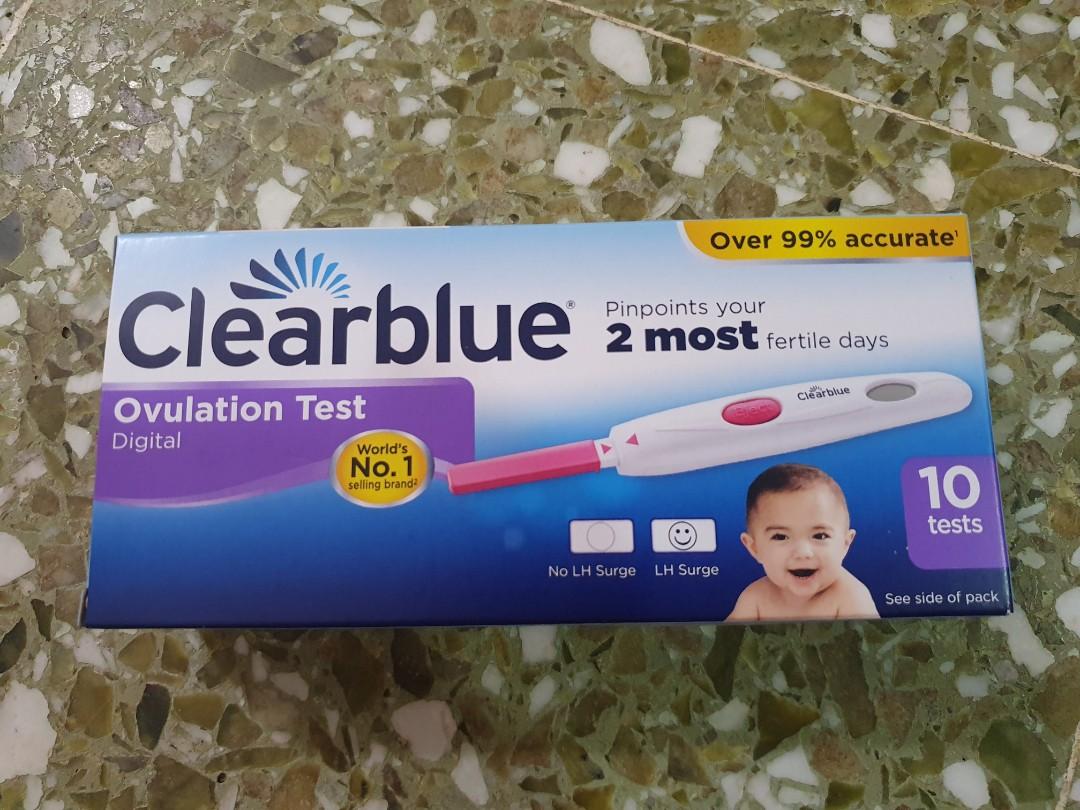 Over 99% accurate¹
Clearblue®
Pinpoints your
2 most fertile days
Ovulation Test
Digital
World's
No. 1
selling brand²
Eject
Clearblue
10
tests
No LH Surge
LH Surge
See side of pack